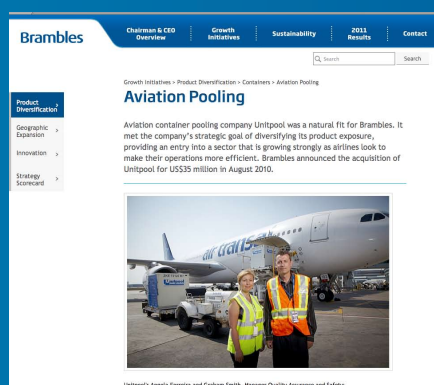 Brambles
Chairman & CEO Overview
Growth Initiatives
Sustainability
2011 Results
Contact
Search
Search
Growth Initiatives > Product Diversification > Containers > Aviation Pooling
Aviation Pooling
Product Diversification >
Geographic Expansion >
Innovation >
Strategy Scorecard >
Aviation container pooling company Unitpool was a natural fit for Brambles. It
met the company's strategic goal of diversifying its product exposure,
providing an entry into a sector that is growing strongly as airlines look to
make their operations more efficient. Brambles announced the acquisition of
Unitpool for US$35 million in August 2010.
air trans
Unitpool